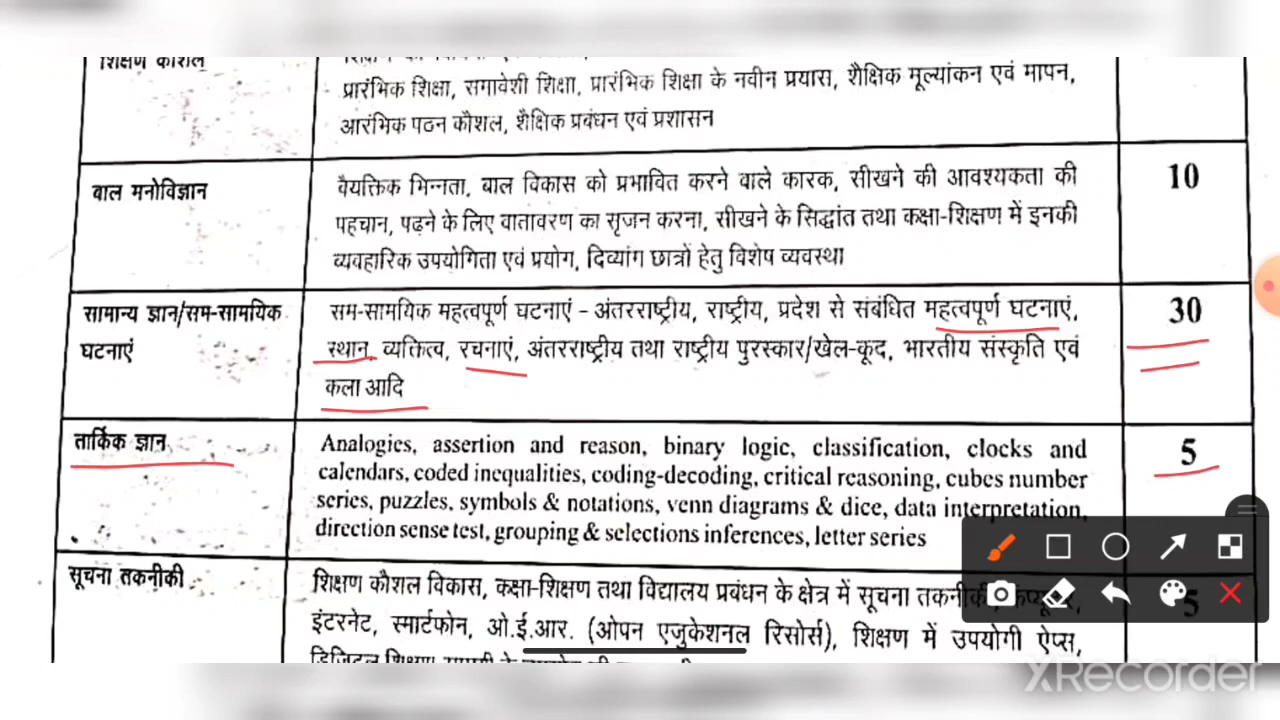 शिक्षण कौशल
प्रारंभिक शिक्षा, समावेशी शिक्षा, प्रारंभिक शिक्षा के नवीन प्रयास, शैक्षिक मूल्यांकन एवं मापन,
आरंभिक पठन कौशल, शैक्षिक प्रबंधन एवं प्रशासन
बाल मनोविज्ञान
वैयक्तिक भिन्नता, बाल विकास को प्रभावित करने वाले कारक, सीखने की आवश्यकता की
पहचान, पढ़ने के लिए वातावरण का सृजन करना, सीखने के सिद्धांत तथा कक्षा-शिक्षण में इनकी
व्यवहारिक उपयोगिता एवं प्रयोग, दिव्यांग छात्रों हेतु विशेष व्यवस्था
10
सामान्य ज्ञान/सम-सामयिक
घटनाएं
सम-सामयिक महत्वपूर्ण घटनाएं – अंतरराष्ट्रीय, राष्ट्रीय, प्रदेश से संबंधित महत्वपूर्ण घटनाएं,
स्थान, व्यक्तित्व, रचनाएं, अंतरराष्ट्रीय तथा राष्ट्रीय पुरस्कार/खेल-कूद, भारतीय संस्कृति एवं
कला आदि
30
तार्किक ज्ञान
Analogies, assertion and reason, binary logic, classification, clocks and
calendars, coded inequalities, coding-decoding, critical reasoning, cubes number
series, puzzles, symbols & notations, venn diagrams & dice, data interpretation,
direction sense test, grouping & selections inferences, letter series
5
सूचना तकनीकी
शिक्षण कौशल विकास, कक्षा-शिक्षण तथा विद्यालय प्रबंधन के क्षेत्र में सूचना तकनीकी,
इंटरनेट, स्मार्टफोन, ओ.ई.आर. (ओपन एजुकेशनल रिसोर्स), शिक्षण में उपयोगी ऐप्स,
डिजिटल शिक्षण
5
XRecorder